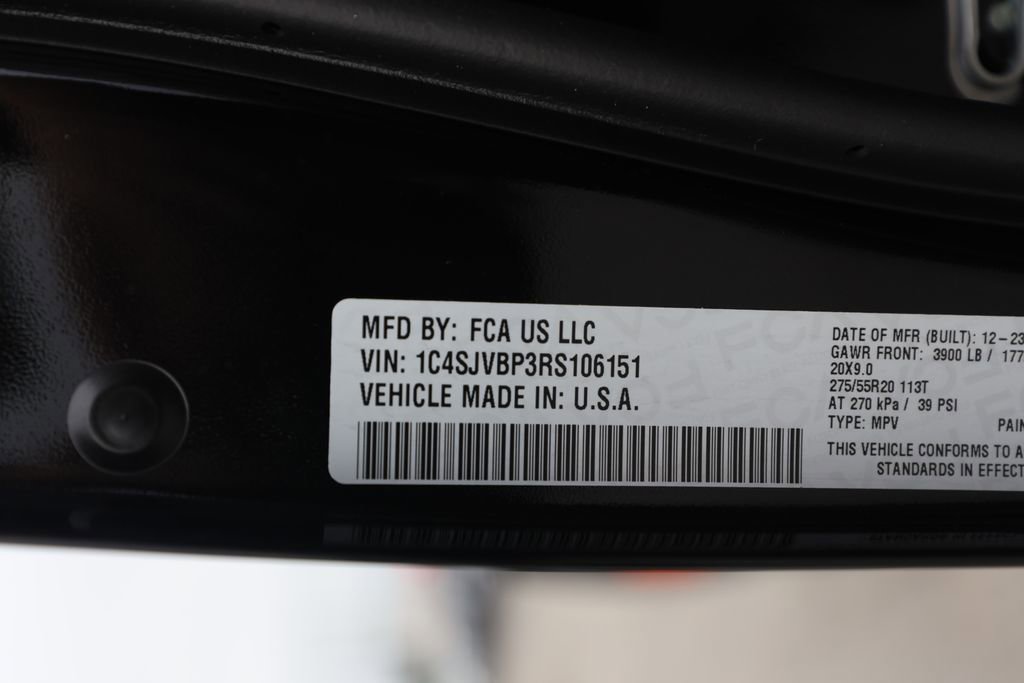 MFD BY: FCA US LLC
VIN: 1C4SJVBP3RS106151
VEHICLE MADE IN: U.S.A.
DATE OF MFR (BUILT): 12-23
GAWR FRONT: 3900 LB / 177
20X9.0
275/55R20 113T
AT 270 kPa / 39 PSI
TYPE: MPV PAIN
THIS VEHICLE CONFORMS TO A
STANDARDS IN EFFECT